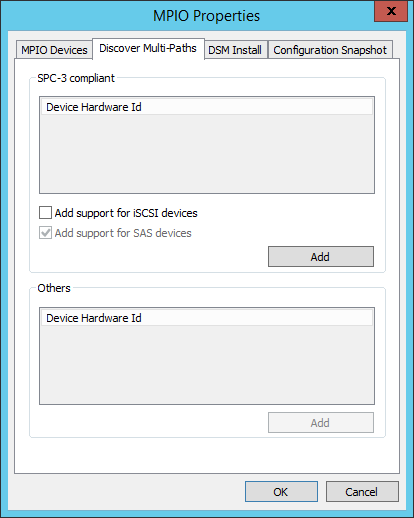 MPIO Properties
x
MPIO Devices Discover Multi-Paths DSM Install Configuration Snapshot
SPC-3 compliant
Device Hardware Id
Add support for iSCSI devices
Add support for SAS devices
Add
Others
Device Hardware Id
Add
OK Cancel